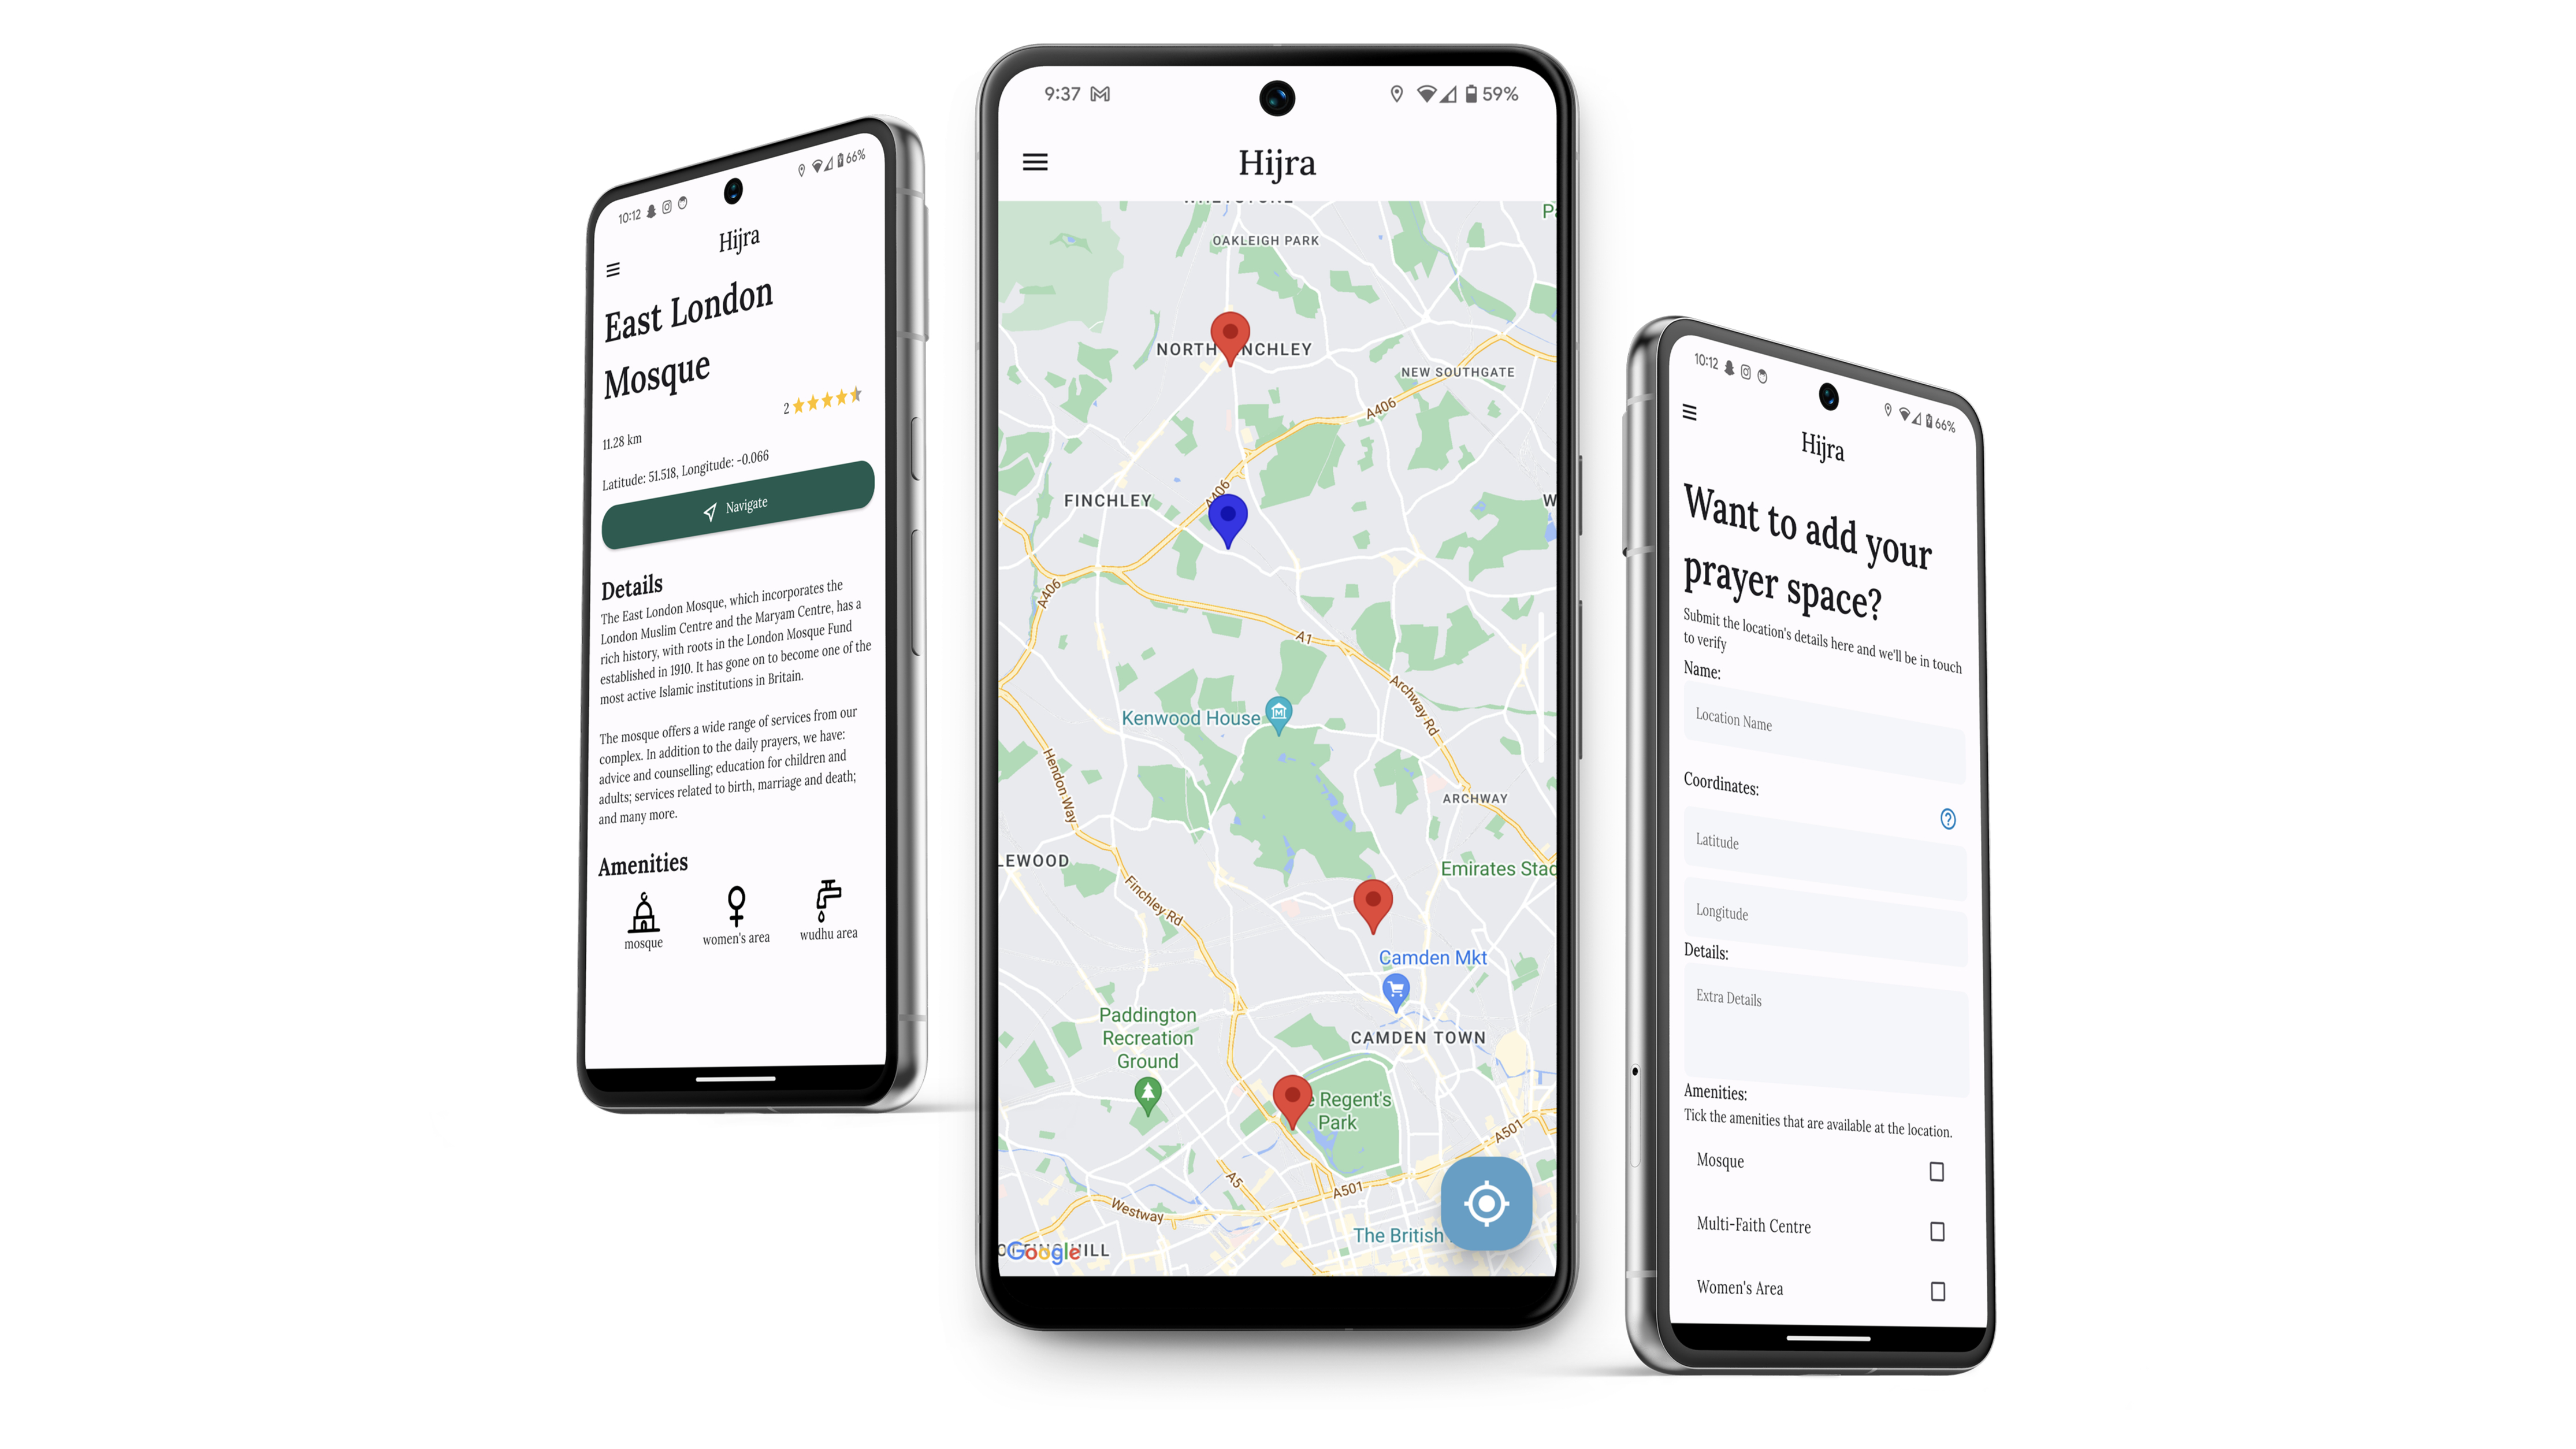 10:12
66%
Hijra
East London
Mosque
2
11.28 km
Latitude: 51.518, Longitude: -0.066
Navigate
Details
The East London Mosque, which incorporates the
London Muslim Centre and the Maryam Centre, has a
rich history, with roots in the London Mosque Fund
established in 1910. It has gone on to become one of the
most active Islamic institutions in Britain.
The mosque offers a wide range of services from our
complex. In addition to the daily prayers, we have:
advice and counselling; education for children and
adults; services related to birth, marriage and death;
and many more.
Amenities
mosque
women's area
wudhu area
9:37
59%
Hijra
OAKLEIGH PARK
NEW SOUTHGATE
A406
FINCHLEY
A406
A406
A1
Archway Rd
Kenwood House
Hendon Way
ARCHWAY
LEWOOD
Emirates Stad
Finchley Rd
Camden Mkt
Paddington
Recreation
Ground
CAMDEN TOWN
Regent's
Park
A501
A5
A501
Westway
The British
Google
10:12
66%
Hijra
Want to add your
prayer space?
Submit the location's details here and we'll be in touch
to verify
Name:
Location Name
Coordinates:
?
Latitude
Longitude
Details:
Extra Details
Amenities:
Tick the amenities that are available at the location.
Mosque
Multi-Faith Centre
Women's Area